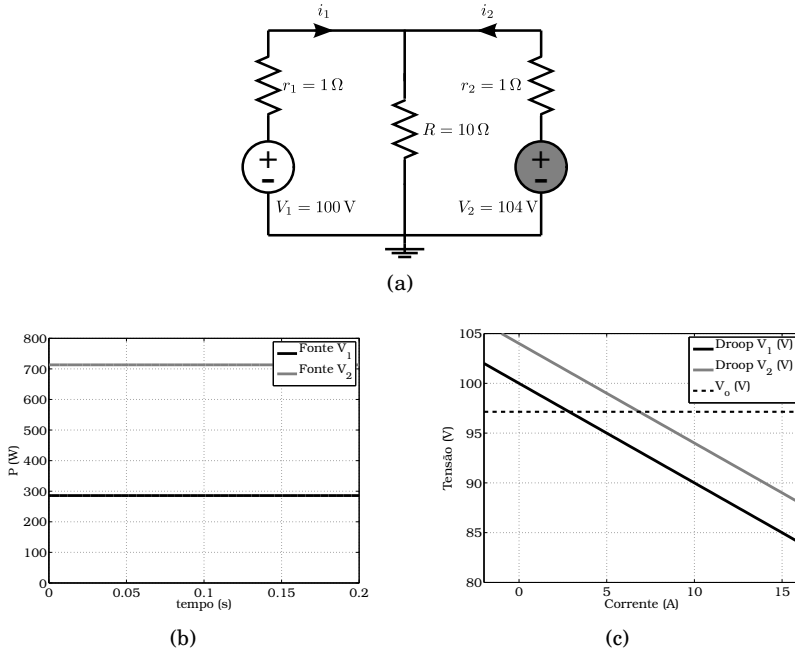 i1
i2
r1 = 1 Ω
r2 = 1 Ω
R = 10 Ω
V1 = 100 V
V2 = 104 V
(a)
800
700
600
500
400
300
200
100
0
P (W)
0
0.05
0.1
0.15
0.2
tempo (s)
Fonte V1
Fonte V2
(b)
105
100
95
90
85
80
Tensão (V)
0
5
10
15
Corrente (A)
Droop V1 (V)
Droop V2 (V)
Vo (V)
(c)